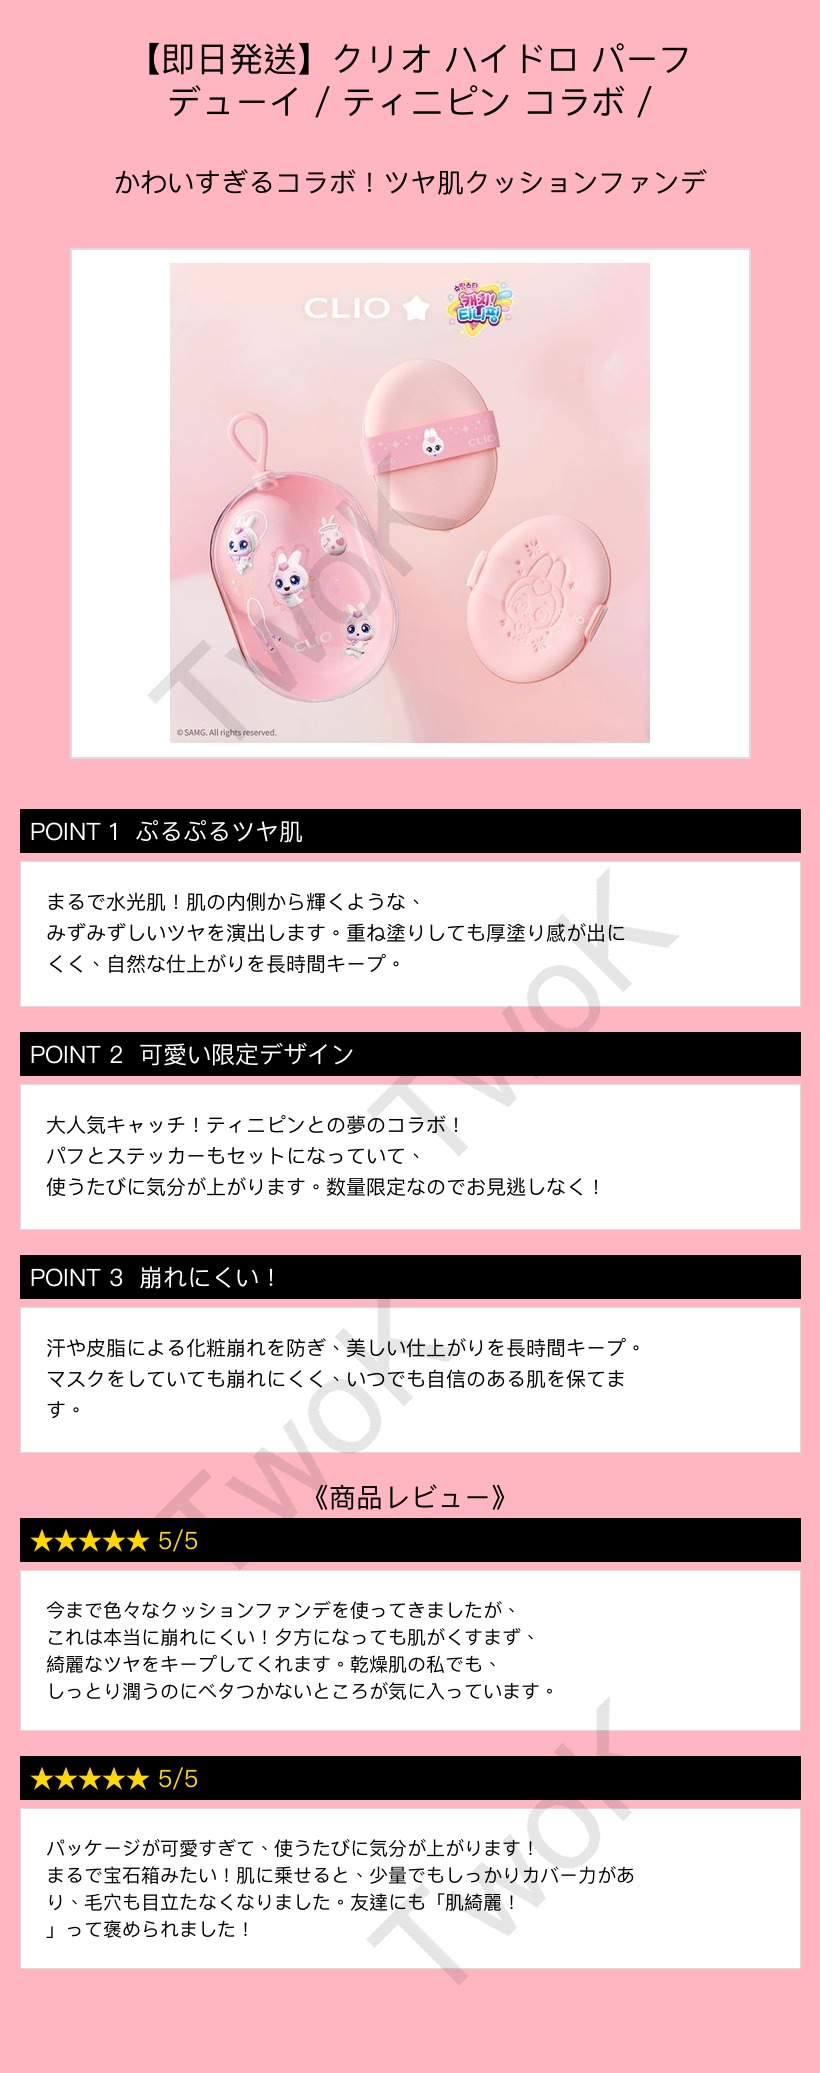 【即日発送】クリオ ハイドロ パーフ
デューイ / ティニピン コラボ /
かわいすぎるコラボ！ツヤ肌クッションファンデ
CLIO
슈팅스타
캐치!
티니핑
CLIO
SAMG
CLIO
CLIO
© SAMG. All rights reserved.
TwoK
POINT 1 ぷるぷるツヤ肌
まるで水光肌！肌の内側から輝くような、
みずみずしいツヤを演出します。重ね塗りしても厚塗り感が出に
くく、自然な仕上がりを長時間キープ。
TwoK
POINT 2 可愛い限定デザイン
大人気キャッチ！ティニピンとの夢のコラボ！
パフとステッカーもセットになっていて、
使うたびに気分が上がります。数量限定なのでお見逃しなく！
POINT 3 崩れにくい！
汗や皮脂による化粧崩れを防ぎ、美しい仕上がりを長時間キープ。
マスクをしていても崩れにくく、いつでも自信のある肌を保てま
す。
TwoK
《商品レビュー》
★★★★★ 5/5
今まで色々なクッションファンデを使ってきましたが、
これは本当に崩れにくい！夕方になっても肌がくすまず、
綺麗なツヤをキープしてくれます。乾燥肌の私でも、
しっとり潤うのにベタつかないところが気に入っています。
★★★★★ 5/5
パッケージが可愛すぎて、使うたびに気分が上がります！
まるで宝石箱みたい！肌に乗せると、少量でもしっかりカバー力があ
り、毛穴も目立たなくなりました。友達にも「肌綺麗！
」って褒められました！
TwoK